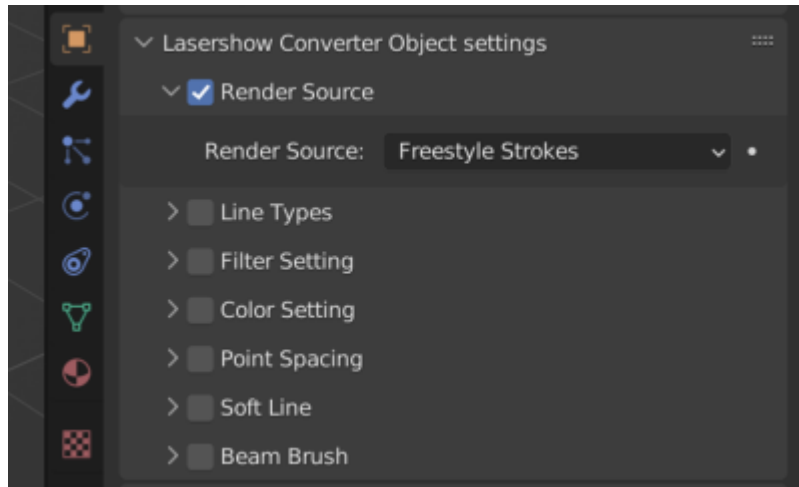 Lasershow Converter Object settings
Render Source
Render Source: Freestyle Strokes
Line Types
Filter Setting
Color Setting
Point Spacing
Soft Line
Beam Brush